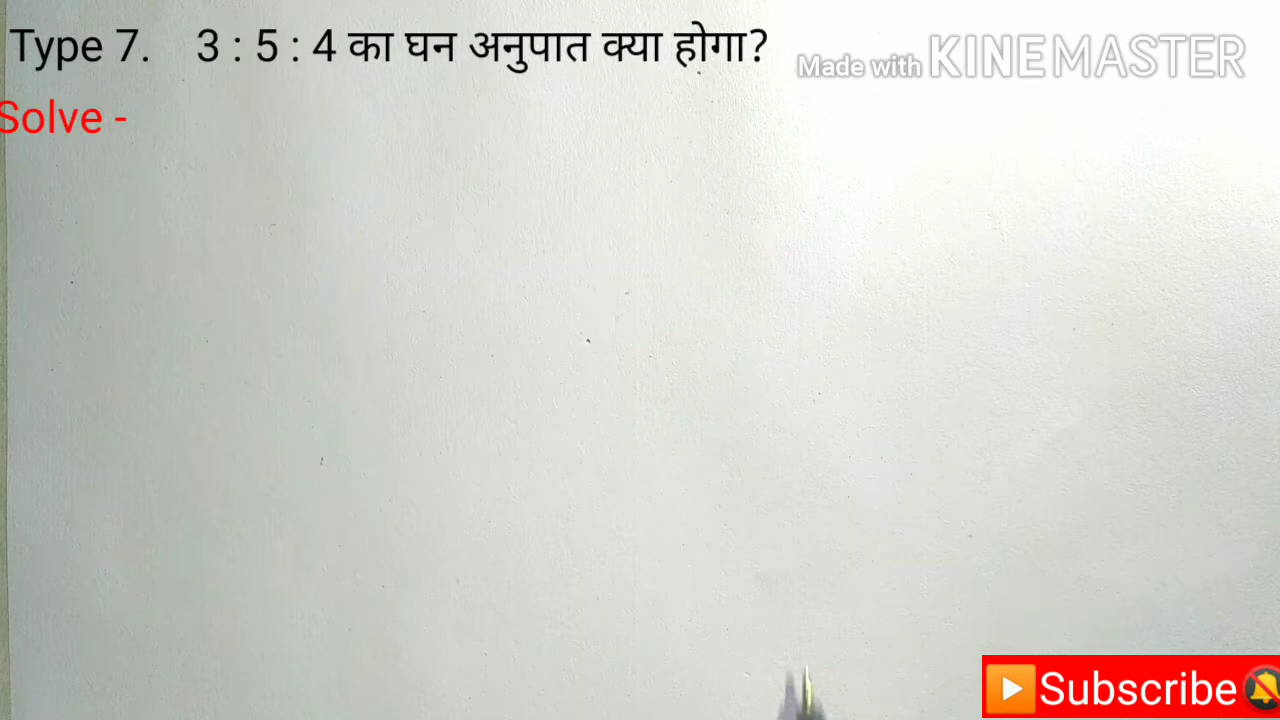 Type 7. 3 : 5 : 4 का घन अनुपात क्या होगा?
Made with KINEMASTER
Solve -
Subscribe